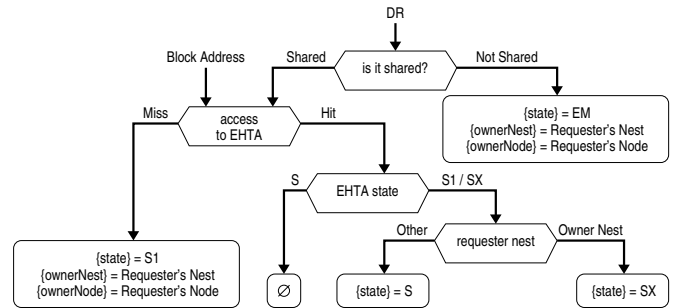 DR
Block Address
Shared
is it shared?
Not Shared
Miss
access
to EHTA
Hit
{state} = EM
{ownerNest} = Requester's Nest
{ownerNode} = Requester's Node
S
EHTA state
S1 / SX
Other
requester nest
Owner Nest
{state} = S1
{ownerNest} = Requester's Nest
{ownerNode} = Requester's Node
∅
{state} = S
{state} = SX